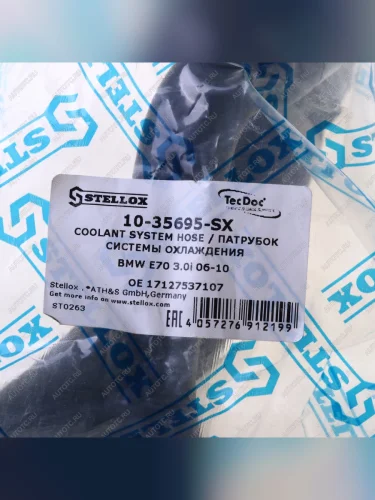 STELLOX
TecDoc
10-35695-SX
COOLANT SYSTEM HOSE / ПАТРУБОК
СИСТЕМЫ ОХЛАЖДЕНИЯ
BMW E70 3.0i 06-10
OE 17127537107
Stellox . *ATH&S GmbH,Germany
Get more info on www.stellox.com
ST0263
EAC
4 057276 912199
STELLOX